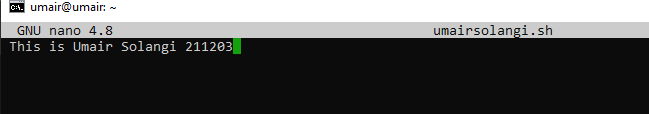 umair@umair: ~
GNU nano 4.8 umairsolangi.sh
This is Umair Solangi 211203